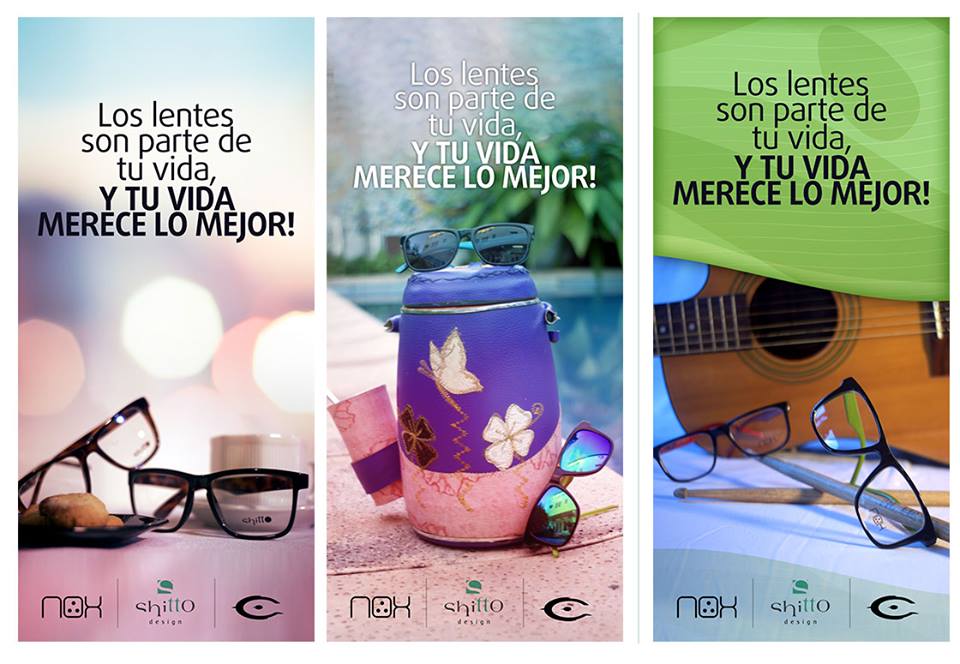 Los lentes
son parte de
tu vida,
Y TU VIDA
MERECE LO MEJOR!
shitto
NOX
shitto
design
Los lentes
son parte de
tu vida,
Y TU VIDA
MERECE LO MEJOR!
NOX
shitto
design
Los lentes
son parte de
tu vida,
Y TU VIDA
MERECE LO MEJOR!
NOX
shitto
design